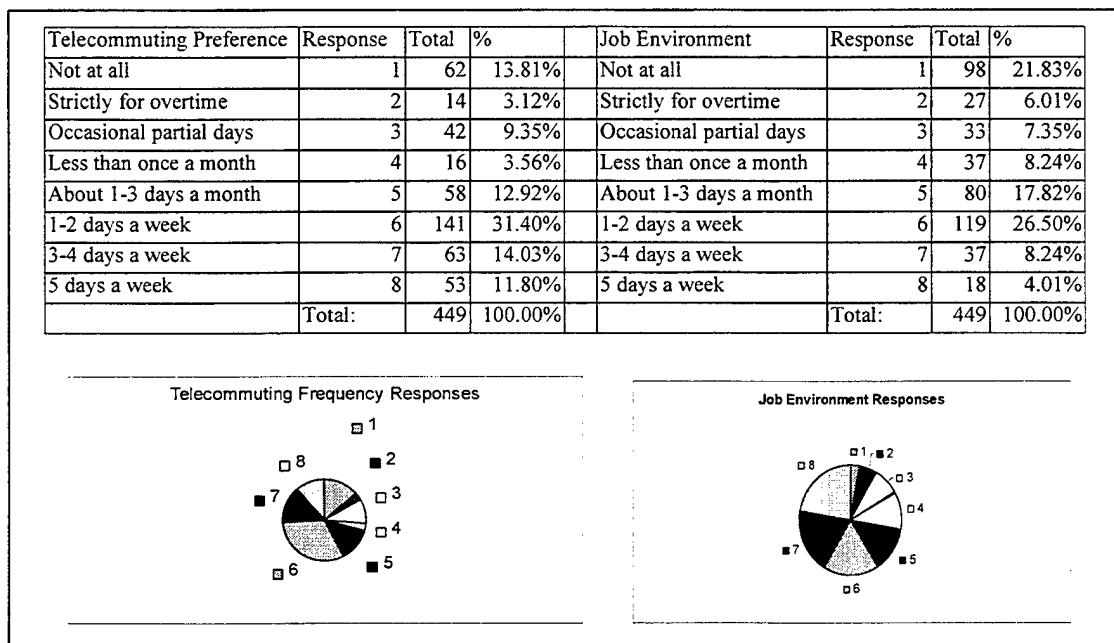 Telecommuting Preference Response Total % Job Environment Response Total %
Not at all 1 62 13.81% Not at all 1 98 21.83%
Strictly for overtime 2 14 3.12% Strictly for overtime 2 27 6.01%
Occasional partial days 3 42 9.35% Occasional partial days 3 33 7.35%
Less than once a month 4 16 3.56% Less than once a month 4 37 8.24%
About 1-3 days a month 5 58 12.92% About 1-3 days a month 5 80 17.82%
1-2 days a week 6 141 31.40% 1-2 days a week 6 119 26.50%
3-4 days a week 7 63 14.03% 3-4 days a week 7 37 8.24%
5 days a week 8 53 11.80% 5 days a week 8 18 4.01%
Total: 449 100.00% Total: 449 100.00%
Telecommuting Frequency Responses
1
2
3
4
5
6
7
8
Job Environment Responses
1
2
3
4
5
6
7
8